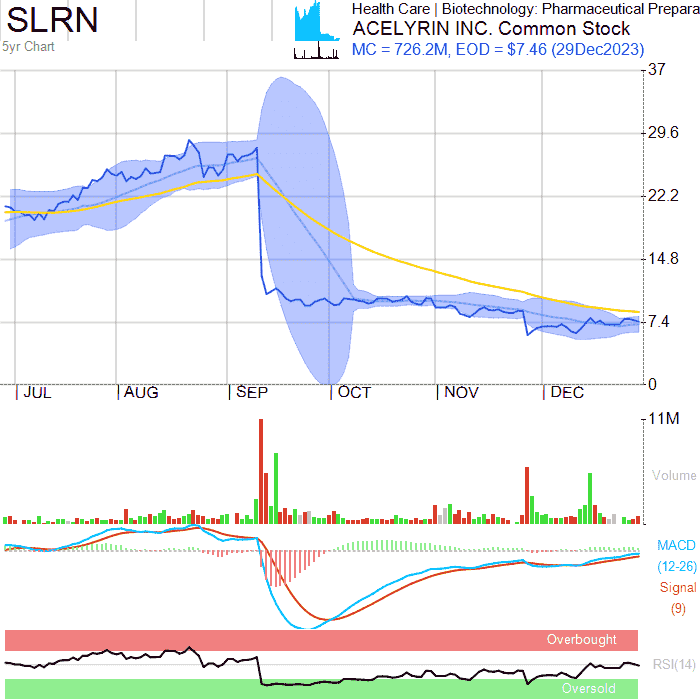 SLRN
5yr Chart
Health Care | Biotechnology: Pharmaceutical Prepara
ACELYRIN INC. Common Stock
MC = 726.2M, EOD = $7.46 (29Dec2023)
37
29.6
22.2
14.8
7.4
0
JUL AUG SEP OCT NOV DEC
11M
Volume
MACD
(12-26)
Signal
(9)
Overbought
RSI(14)
Oversold